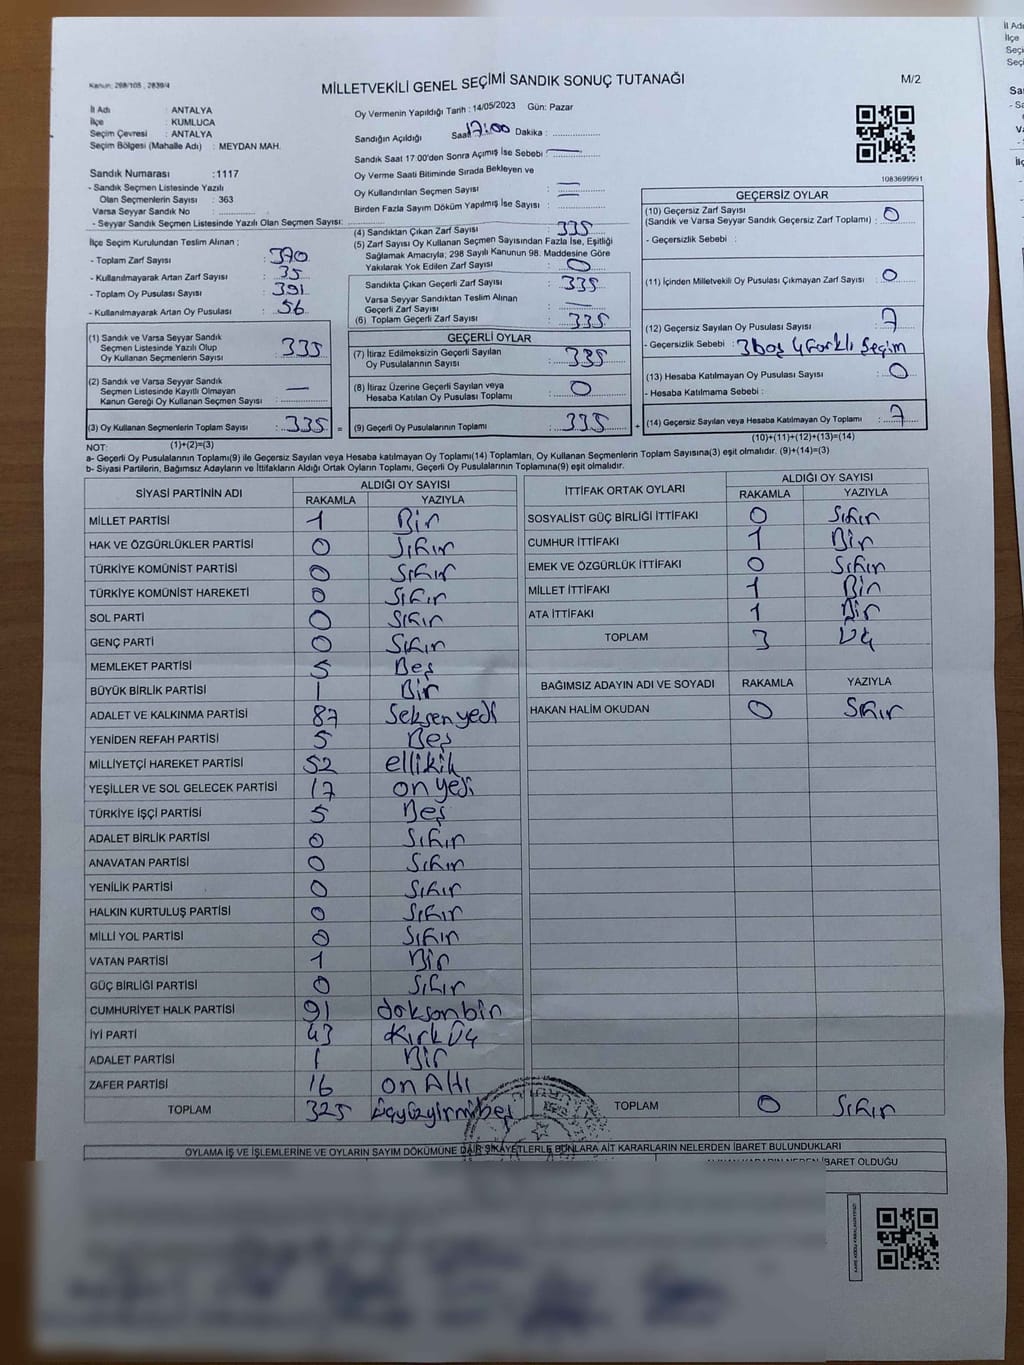 Kanun: 298/105 , 2839/4
MİLLETVEKİLİ GENEL SEÇİMİ SANDIK SONUÇ TUTANAĞI
M/2
İl Adı : ANTALYA
İlçe : KUMLUCA
Seçim Çevresi : ANTALYA
Seçim Bölgesi (Mahalle Adı) : MEYDAN MAH.
Sandık Numarası :1117
- Sandık Seçmen Listesinde Yazılı
Olan Seçmenlerin Sayısı : 363
Varsa Seyyar Sandık No :
- Seyyar Sandık Seçmen Listesinde Yazılı Olan Seçmen Sayısı:
Oy Vermenin Yapıldığı Tarih : 14/05/2023 Gün: Pazar
Sandığın Açıldığı Saat 17:00 Dakika :
Sandık Saat 17:00'den Sonra Açımış İse Sebebi : —
Oy Verme Saati Bitiminde Sırada Bekleyen ve
Oy Kullandırılan Seçmen Sayısı : —
Birden Fazla Sayım Döküm Yapılmış İse Sayısı : —
1083699991
İlçe Seçim Kurulundan Teslim Alınan ;
- Toplam Zarf Sayısı : 370
- Kullanılmayarak Artan Zarf Sayısı : 35
- Toplam Oy Pusulası Sayısı : 391
- Kullanılmayarak Artan Oy Pusulası : 56
(1) Sandık ve Varsa Seyyar Sandık
Seçmen Listesinde Yazılı Olup
Oy Kullanan Seçmenlerin Sayısı : 335
(2) Sandık ve Varsa Seyyar Sandık
Seçmen Listesinde Kayıtlı Olmayan
Kanun Gereği Oy Kullanan Seçmen Sayısı : —
(3) Oy Kullanan Seçmenlerin Toplam Sayısı : 335 =
(4) Sandıktan Çıkan Zarf Sayısı : 335
(5) Zarf Sayısı Oy Kullanan Seçmen Sayısından Fazla İse, Eşitliği
Sağlamak Amacıyla; 298 Sayılı Kanunun 98. Maddesine Göre
Yakılarak Yok Edilen Zarf Sayısı : 0
Sandıkta Çıkan Geçerli Zarf Sayısı : 335
Varsa Seyyar Sandıktan Teslim Alınan
Geçerli Zarf Sayısı : —
(6) Toplam Geçerli Zarf Sayısı : 335
GEÇERLİ OYLAR
(7) İtiraz Edilmeksizin Geçerli Sayılan
Oy Pusulalarının Sayısı : 335
(8) İtiraz Üzerine Geçerli Sayılan veya
Hesaba Katılan Oy Pusulası Toplamı : 0
(9) Geçerli Oy Pusulalarının Toplamı : 335 +
GEÇERSİZ OYLAR
(10) Geçersiz Zarf Sayısı
(Sandık ve Varsa Seyyar Sandık Geçersiz Zarf Toplamı) : 0
- Geçersizlik Sebebi :
(11) İçinden Milletvekili Oy Pusulası Çıkmayan Zarf Sayısı : 0
(12) Geçersiz Sayılan Oy Pusulası Sayısı : 7
- Geçersizlik Sebebi : 3 boş 4 Farklı Seçim
(13) Hesaba Katılmayan Oy Pusulası Sayısı : 0
- Hesaba Katılmama Sebebi :
(14) Geçersiz Sayılan veya Hesaba Katılmayan Oy Toplamı : 7
NOT: (1)+(2)=(3)
(10)+(11)+(12)+(13)=(14)
a- Geçerli Oy Pusulalarının Toplamı(9) ile Geçersiz Sayılan veya Hesaba katılmayan Oy Toplamı(14) Toplamları, Oy Kullanan Seçmenlerin Toplam Sayısına(3) eşit olmalıdır. (9)+(14)=(3)
b- Siyasi Partilerin, Bağımsız Adayların ve İttifakların Aldığı Ortak Oyların Toplamı, Geçerli Oy Pusulalarının Toplamına(9) eşit olmalıdır.
SİYASİ PARTİNİN ADI ALDIĞI OY SAYISI
RAKAMLA YAZIYLA
MİLLET PARTİSİ 1 Bir
HAK VE ÖZGÜRLÜKLER PARTİSİ 0 Sıfır
TÜRKİYE KOMÜNİST PARTİSİ 0 Sıfır
TÜRKİYE KOMÜNİST HAREKETİ 0 Sıfır
SOL PARTİ 0 Sıfır
GENÇ PARTİ 0 Sıfır
MEMLEKET PARTİSİ 5 Beş
BÜYÜK BİRLİK PARTİSİ 1 Bir
ADALET VE KALKINMA PARTİSİ 87 Seksen yedi
YENİDEN REFAH PARTİSİ 5 Beş
MİLLİYETÇİ HAREKET PARTİSİ 52 elliiki
YEŞİLLER VE SOL GELECEK PARTİSİ 17 on yedi
TÜRKİYE İŞÇİ PARTİSİ 5 Beş
ADALET BİRLİK PARTİSİ 0 Sıfır
ANAVATAN PARTİSİ 0 Sıfır
YENİLİK PARTİSİ 0 Sıfır
HALKIN KURTULUŞ PARTİSİ 0 Sıfır
MİLLİ YOL PARTİSİ 0 Sıfır
VATAN PARTİSİ 1 Bir
GÜÇ BİRLİĞİ PARTİSİ 0 Sıfır
CUMHURİYET HALK PARTİSİ 91 doksanbir
İYİ PARTİ 43 Kırk Üç
ADALET PARTİSİ 1 Bir
ZAFER PARTİSİ 16 on Altı
TOPLAM 325 üçyüzyirmibeş
İTTİFAK ORTAK OYLARI ALDIĞI OY SAYISI
RAKAMLA YAZIYLA
SOSYALİST GÜÇ BİRLİĞİ İTTİFAKI 0 Sıfır
CUMHUR İTTİFAKI 1 Bir
EMEK VE ÖZGÜRLÜK İTTİFAKI 0 Sıfır
MİLLET İTTİFAKI 1 Bir
ATA İTTİFAKI 1 Bir
TOPLAM 3 Üç
BAĞIMSIZ ADAYIN ADI VE SOYADI RAKAMLA YAZIYLA
HAKAN HALİM OKUDAN 0 Sıfır
TOPLAM 0 Sıfır
OYLAMA İŞ VE İŞLEMLERİNE VE OYLARIN SAYIM DÖKÜMÜNE DAİR ŞİKAYETLERLE BUNLARA AİT KARARLARIN NELERDEN İBARET BULUNDUKLARI
İBARET OLDUĞU